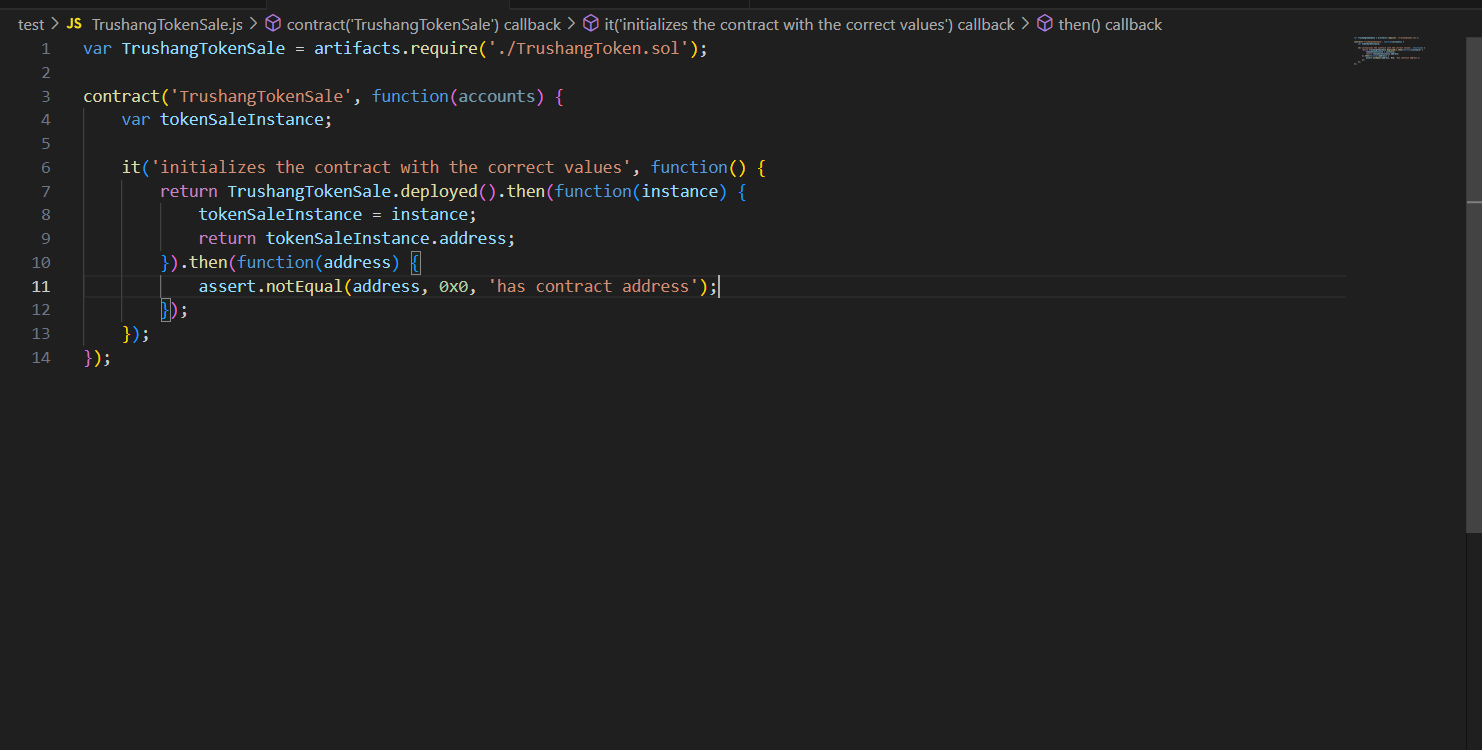 test > JS TrushangTokenSale.js > contract('TrushangTokenSale') callback > it('initializes the contract with the correct values') callback > then() callback
1 var TrushangTokenSale = artifacts.require('./TrushangToken.sol');
2
3 contract('TrushangTokenSale', function(accounts) {
4     var tokenSaleInstance;
5
6     it('initializes the contract with the correct values', function() {
7         return TrushangTokenSale.deployed().then(function(instance) {
8             tokenSaleInstance = instance;
9             return tokenSaleInstance.address;
10         }).then(function(address) {
11             assert.notEqual(address, 0x0, 'has contract address');
12         });
13     });
14 });